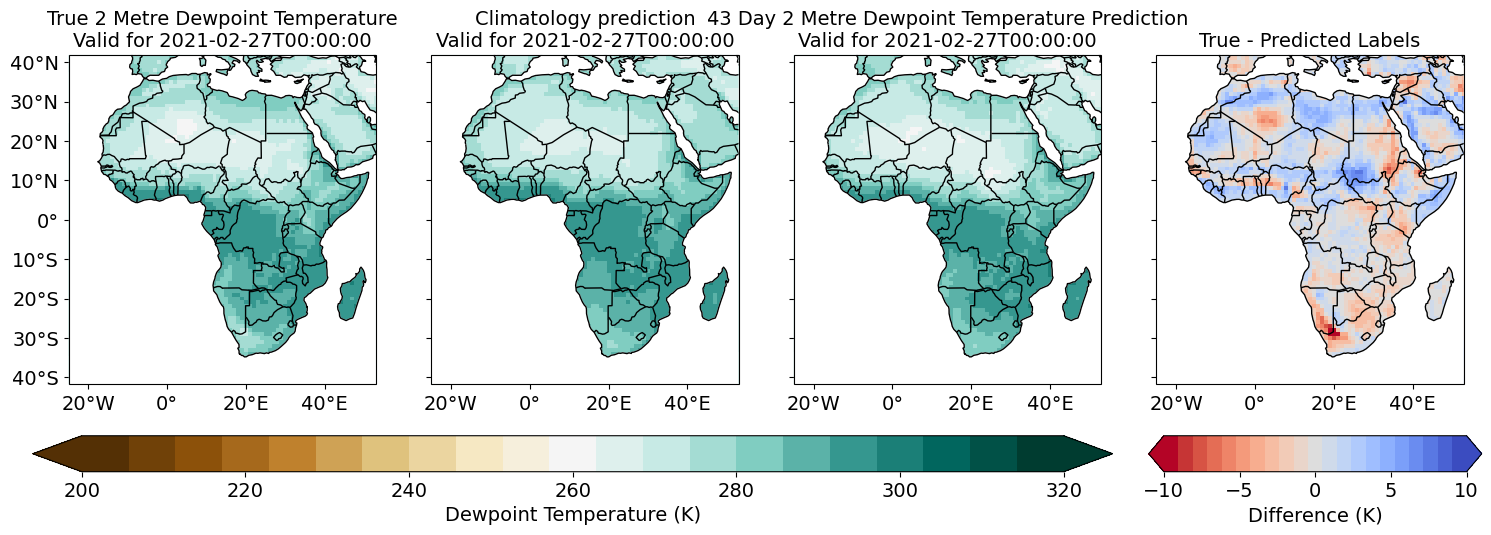 True 2 Metre Dewpoint Temperature
Valid for 2021-02-27T00:00:00
Climatology prediction  43 Day 2 Metre Dewpoint Temperature Prediction
Valid for 2021-02-27T00:00:00
Valid for 2021-02-27T00:00:00
True - Predicted Labels
40°N
30°N
20°N
10°N
0°
10°S
20°S
30°S
40°S
20°W 0° 20°E 40°E
20°W 0° 20°E 40°E
20°W 0° 20°E 40°E
20°W 0° 20°E 40°E
200 220 240 260 280 300 320
Dewpoint Temperature (K)
−10 −5 0 5 10
Difference (K)